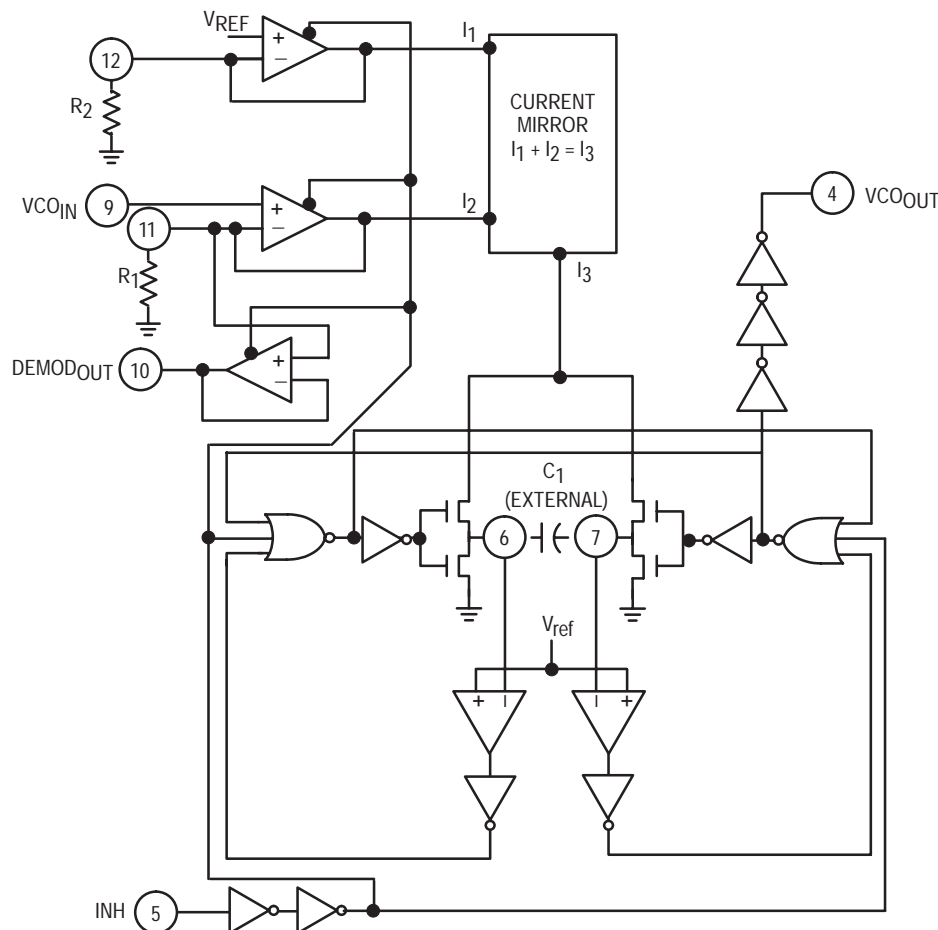 VREF
I1
+
−
12
R2
CURRENT
MIRROR
I1 + I2 = I3
VCOIN
9
+
−
I2
11
R1
I3
4
VCOOUT
DEMODOUT
10
+
−
C1
(EXTERNAL)
6
7
Vref
+
I
I
+
INH
5